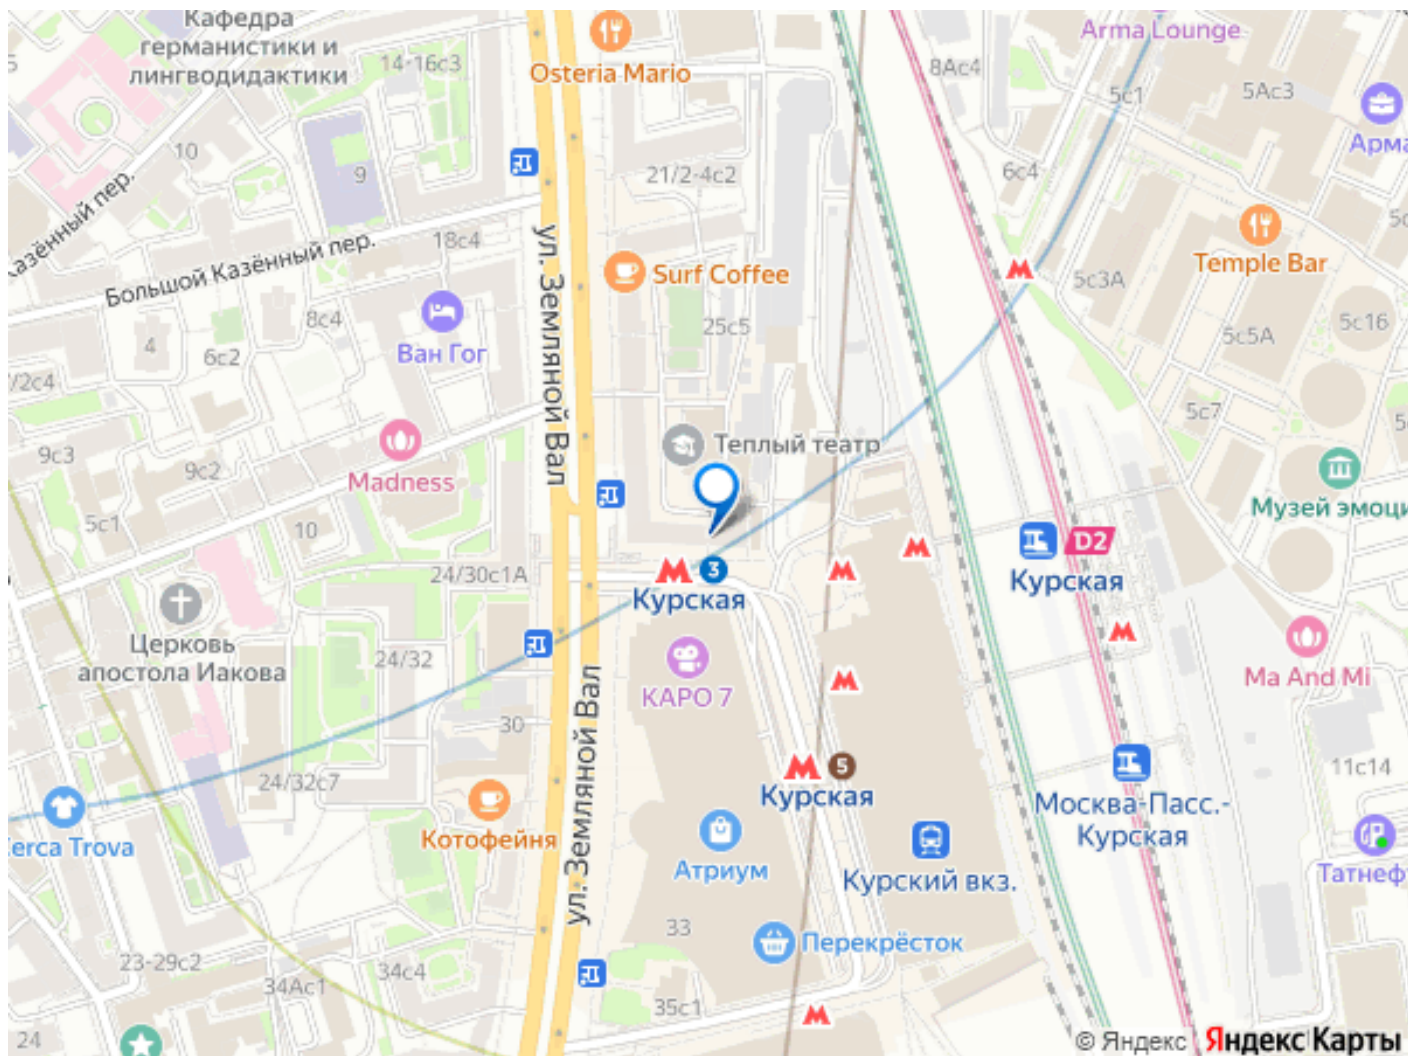 Кафедра
германистики и
лингводидактики
14-16с3
Osteria Mario
8Ас4
Arma Lounge
5с1
5Ас3
Арма
10
9
Казённый пер.
21/2-4с2
6с4
18с4
Большой Казённый пер.
ул. Земляной Вал
Surf Coffee
Temple Bar
5с3А
5с16
5с5А
8с4
4
6с2
Ван Гог
25с5
/2с4
5с7
9с3
9с2
Madness
Теплый театр
Музей эмоци
5с1
10
D2
Курская
24/30с1А
М 3
Курская
Церковь
апостола Иакова
24/32
КАРО 7
Ma And Mi
30
ул. Земляной Вал
М 5
Курская
24/32с7
Москва-Пасс.-
Курская
11с14
Котофейня
Атриум
Курский вкз.
Cerca Trova
Татнеф
33
Перекрёсток
23-29с2
34с4
34Ас1
35с1
24
© Яндекс
Яндекс Карты